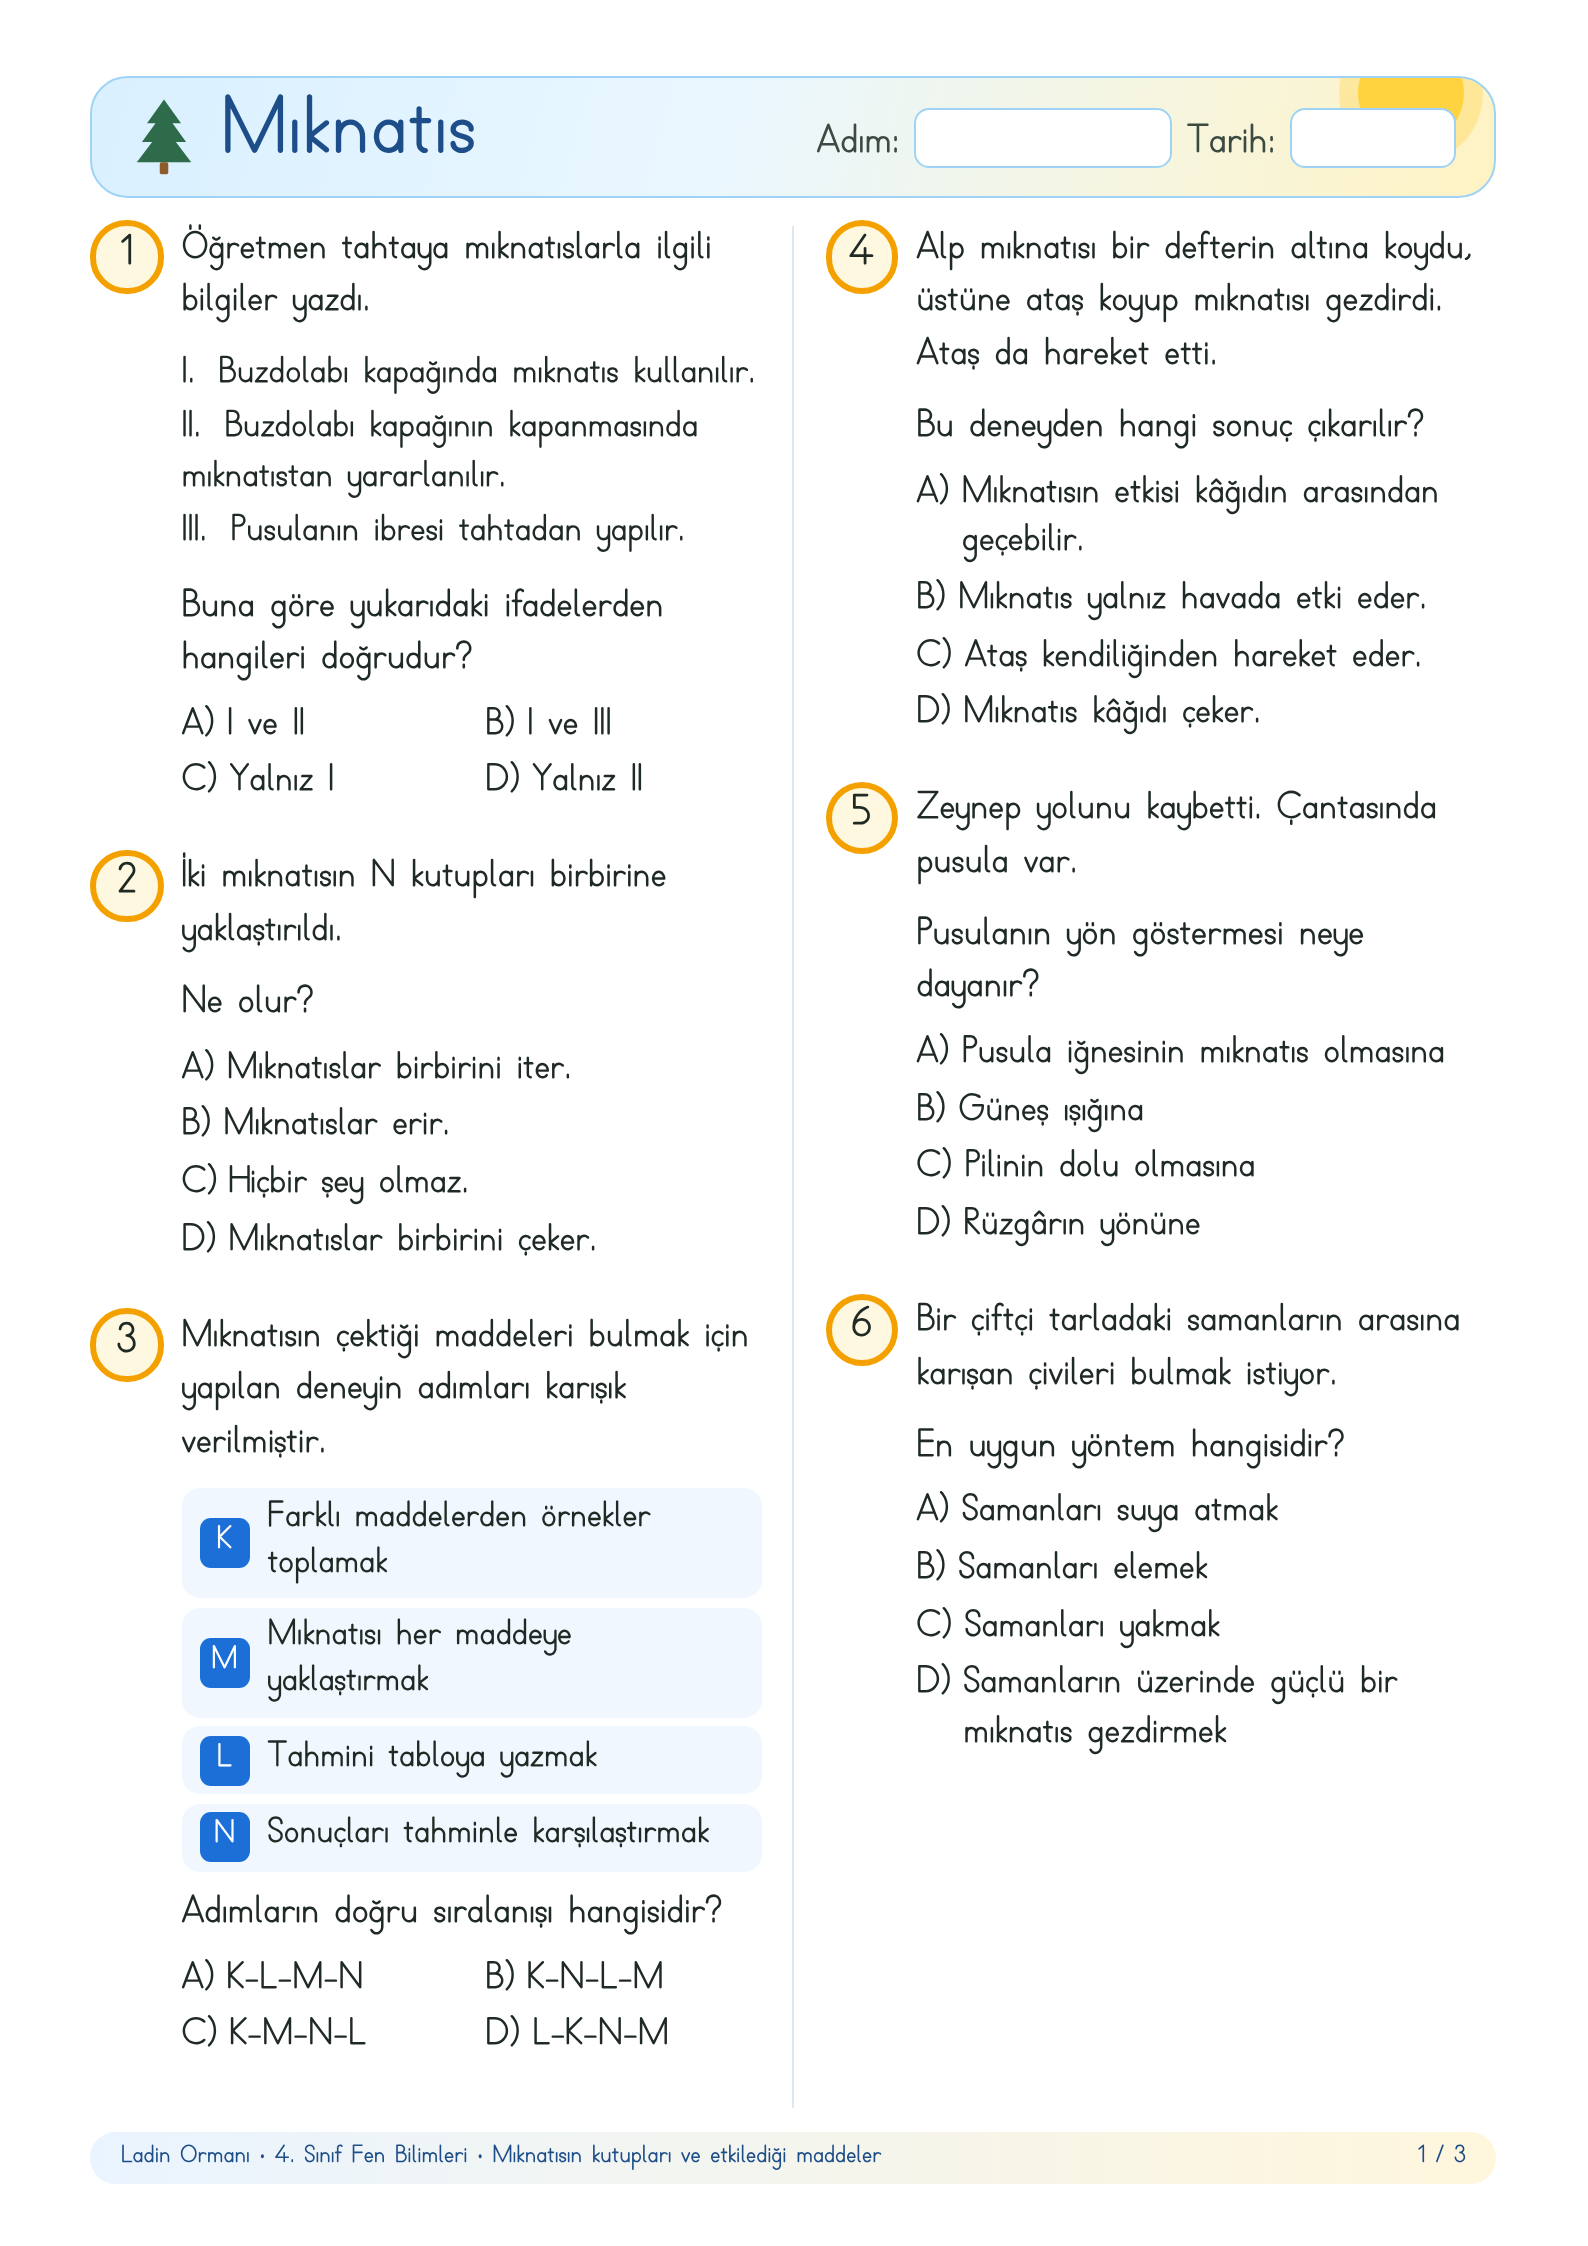 Mıknatıs
Adım:
Tarih:
1
Öğretmen tahtaya mıknatıslarla ilgili
bilgiler yazdı.
I. Buzdolabı kapağında mıknatıs kullanılır.
II. Buzdolabı kapağının kapanmasında
mıknatıstan yararlanılır.
III. Pusulanın ibresi tahtadan yapılır.
Buna göre yukarıdaki ifadelerden
hangileri doğrudur?
A) I ve II
B) I ve III
C) Yalnız I
D) Yalnız II
2
İki mıknatısın N kutupları birbirine
yaklaştırıldı.
Ne olur?
A) Mıknatıslar birbirini iter.
B) Mıknatıslar erir.
C) Hiçbir şey olmaz.
D) Mıknatıslar birbirini çeker.
3
Mıknatısın çektiği maddeleri bulmak için
yapılan deneyin adımları karışık
verilmiştir.
K
Farklı maddelerden örnekler
toplamak
M
Mıknatısı her maddeye
yaklaştırmak
L
Tahmini tabloya yazmak
N
Sonuçları tahminle karşılaştırmak
Adımların doğru sıralanışı hangisidir?
A) K-L-M-N
B) K-N-L-M
C) K-M-N-L
D) L-K-N-M
4
Alp mıknatısı bir defterin altına koydu,
üstüne ataş koyup mıknatısı gezdirdi.
Ataş da hareket etti.
Bu deneyden hangi sonuç çıkarılır?
A) Mıknatısın etkisi kâğıdın arasından
geçebilir.
B) Mıknatıs yalnız havada etki eder.
C) Ataş kendiliğinden hareket eder.
D) Mıknatıs kâğıdı çeker.
5
Zeynep yolunu kaybetti. Çantasında
pusula var.
Pusulanın yön göstermesi neye
dayanır?
A) Pusula iğnesinin mıknatıs olmasına
B) Güneş ışığına
C) Pilinin dolu olmasına
D) Rüzgârın yönüne
6
Bir çiftçi tarladaki samanların arasına
karışan çivileri bulmak istiyor.
En uygun yöntem hangisidir?
A) Samanları suya atmak
B) Samanları elemek
C) Samanları yakmak
D) Samanların üzerinde güçlü bir
mıknatıs gezdirmek
Ladin Ormanı • 4. Sınıf Fen Bilimleri • Mıknatısın kutupları ve etkilediği maddeler
1 / 3